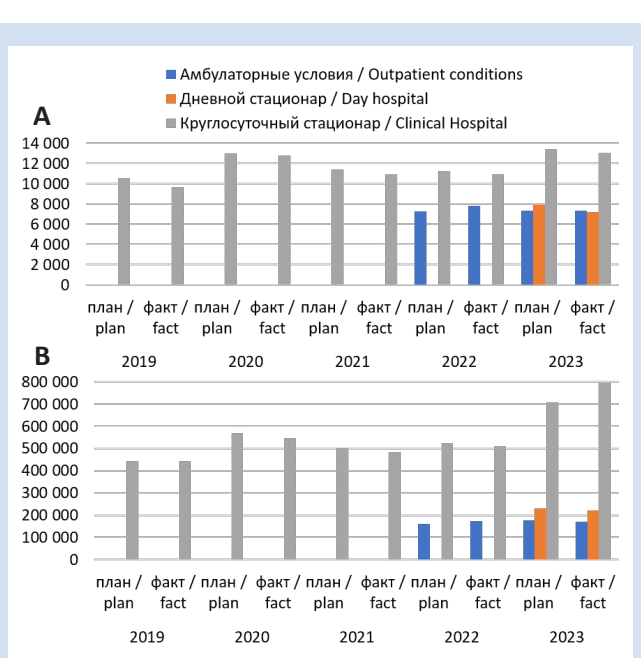 Амбулаторные условия / Outpatient conditions
Дневной стационар / Day hospital
Круглосуточный стационар / Clinical Hospital
A
14 000
12 000
10 000
8 000
6 000
4 000
2 000
0
план / факт / план / факт / план / факт / план / факт / план / факт /
plan fact plan fact plan fact plan fact plan fact
2019 2020 2021 2022 2023
B
800 000
700 000
600 000
500 000
400 000
300 000
200 000
100 000
0
план / факт / план / факт / план / факт / план / факт / план / факт /
plan fact plan fact plan fact plan fact plan fact
2019 2020 2021 2022 2023